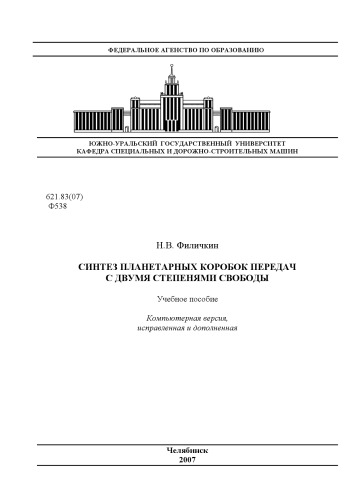 ФЕДЕРАЛЬНОЕ АГЕНСТВО ПО ОБРАЗОВАНИЮ
ЮЖНО-УРАЛЬСКИЙ ГОСУДАРСТВЕННЫЙ УНИВЕРСИТЕТ
КАФЕДРА СПЕЦИАЛЬНЫХ И ДОРОЖНО-СТРОИТЕЛЬНЫХ МАШИН
621.83(07)
Ф538
Н.В. Филичкин
СИНТЕЗ ПЛАНЕТАРНЫХ КОРОБОК ПЕРЕДАЧ
С ДВУМЯ СТЕПЕНЯМИ СВОБОДЫ
Учебное пособие
Компьютерная версия,
исправленная и дополненная
Челябинск
2007